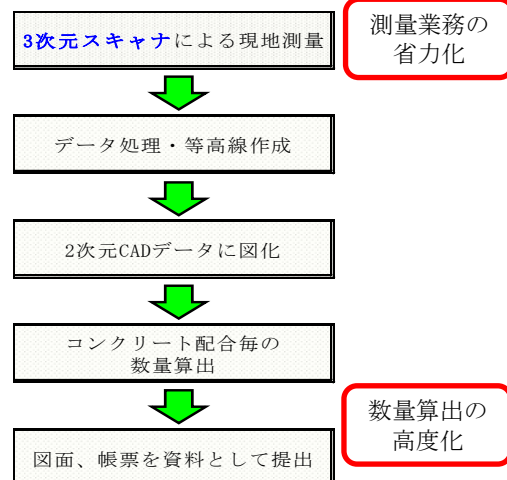 3次元スキャナによる現地測量
測量業務の
省力化
データ処理・等高線作成
2次元CADデータに図化
コンクリート配合毎の
数量算出
数量算出の
高度化
図面、帳票を資料として提出